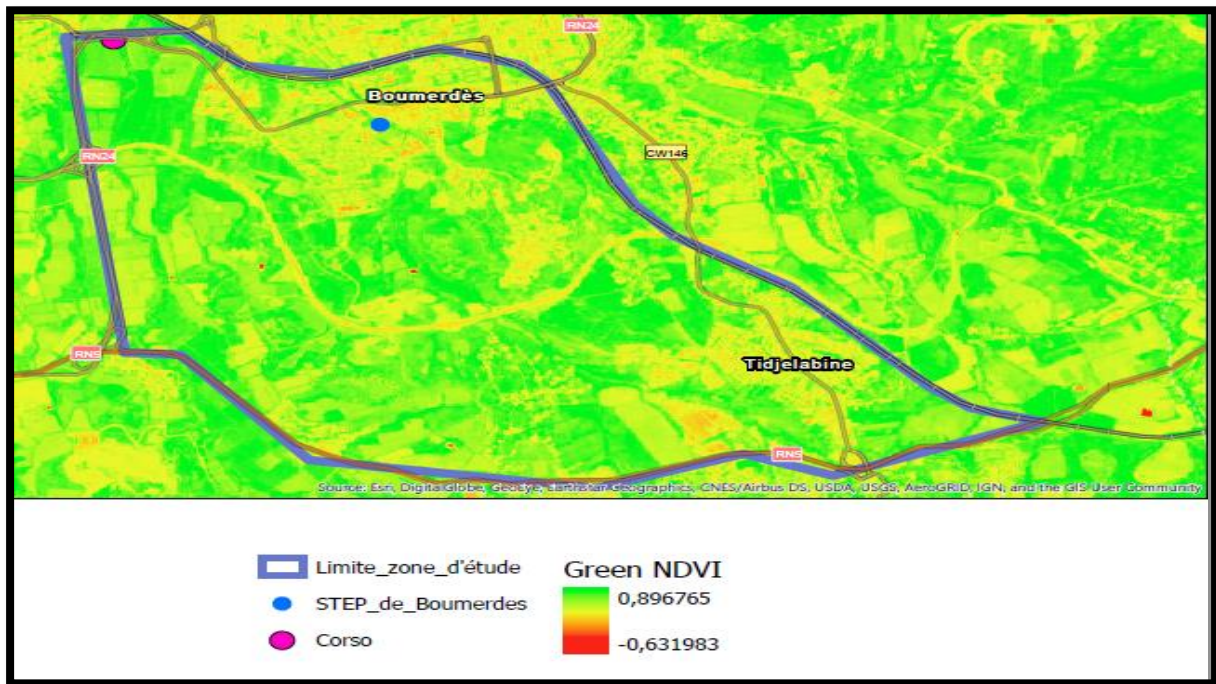 RN24
Boumerdès
RN24
CW146
RN5
Tidjelabine
RN5
Source: Esri, DigitalGlobe, GeoEye, Earthstar Geographics, CNES/Airbus DS, USDA, USGS, AeroGRID, IGN, and the GIS User Community
Limite_zone_d'étude
STEP_de_Boumerdes
Corso
Green NDVI
0,896765
-0,631983